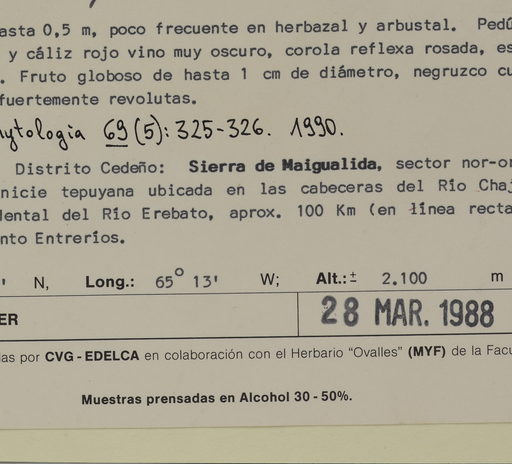 asta 0,5 m, poco frecuente en herbazal y arbustal. Pedú
y cáliz rojo vino muy oscuro, corola reflexa rosada, es
. Fruto globoso de hasta 1 cm de diámetro, negruzco cu
fuertemente revolutas.
hytologia 69(5): 325-326. 1990.
Distrito Cedeño: Sierra de Maigualida, sector nor-or
nicie tepuyana ubicada en las cabeceras del Río Chaj
dental del Río Erebato, aprox. 100 Km (en línea recta
nto Entreríos.
' N, Long.: 65° 13' W; Alt.:± 2.100 m
ER
28 MAR. 1988
das por CVG - EDELCA en colaboración con el Herbario "Ovalles" (MYF) de la Facu
Muestras prensadas en Alcohol 30 - 50%.